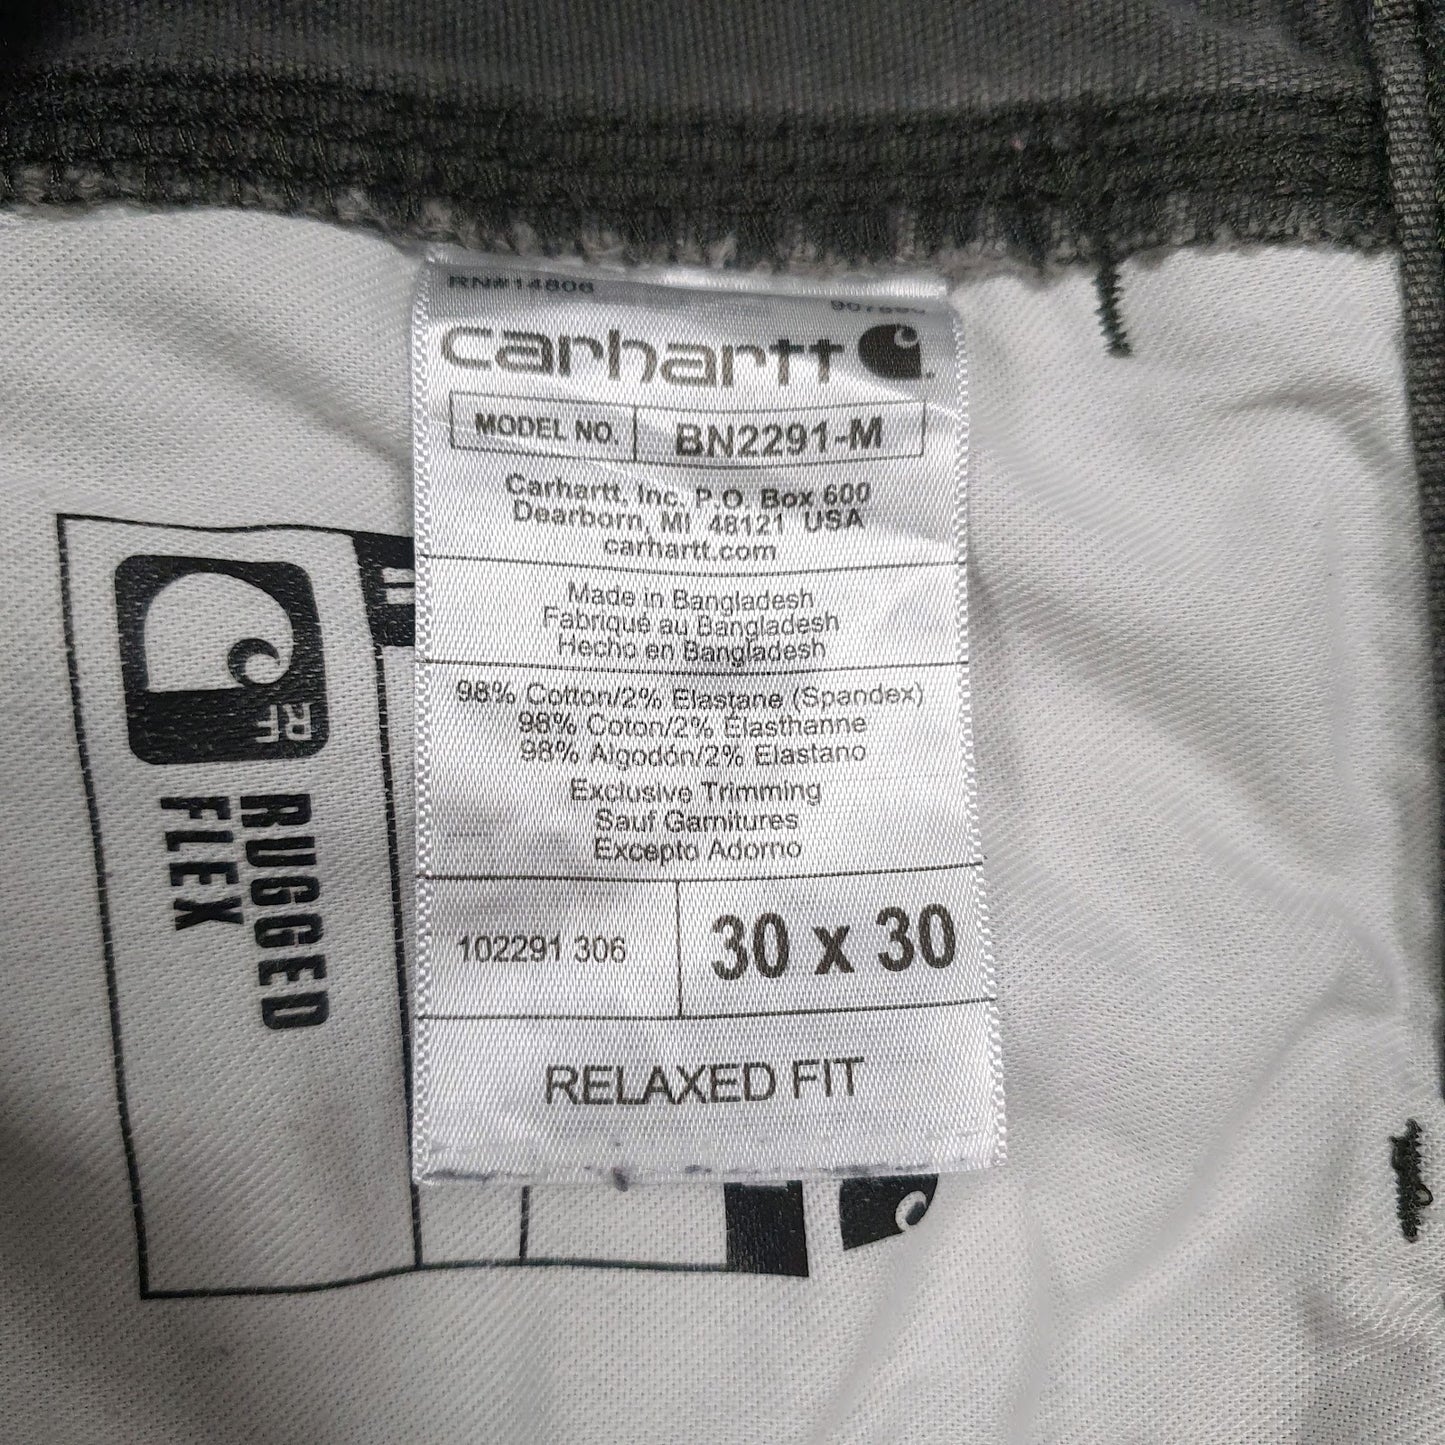 RN#14806
carhartt
MODEL NO. BN2291-M
Carhartt, Inc. P.O. Box 600
Dearborn, MI 48121 USA
carhartt.com
Made in Bangladesh
Fabriqué au Bangladesh
Hecho en Bangladesh
98% Cotton/2% Elastane (Spandex)
98% Coton/2% Élasthanne
98% Algodón/2% Elastano
Exclusive Trimming
Sauf Garnitures
Excepto Adorno
102291 306 30 x 30
RELAXED FIT
RF
RUGGED
FLEX